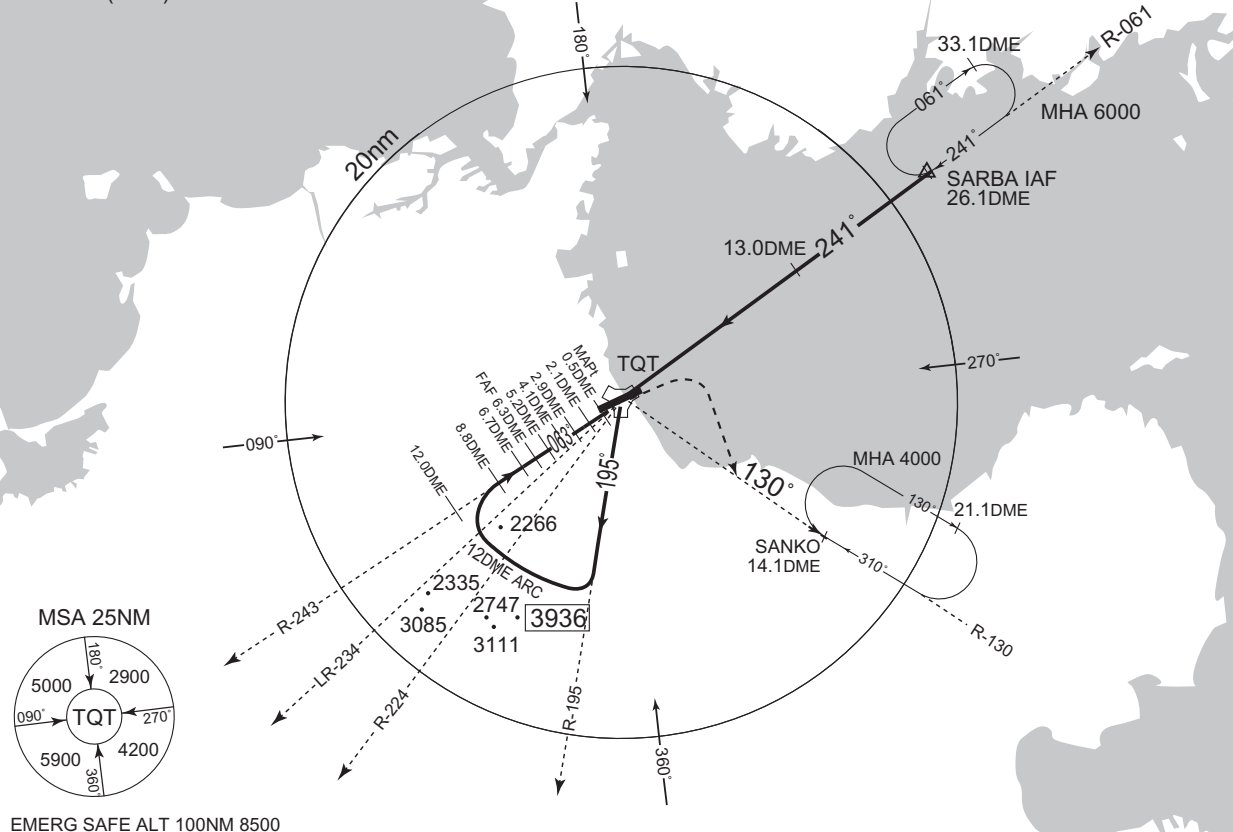 180°
33.1DME
R-061
061°
MHA 6000
20nm
241°
SARBA IAF
26.1DME
13.0DME
241°
TQT
MAPt
0.5DME
2.1DME
2.9DME
4.1DME
5.2DME
FAF 6.3DME
6.7DME
8.8DME
12.0DME
063°
270°
090°
195°
130°
MHA 4000
130°
21.1DME
SANKO
14.1DME
310°
2266
12DME ARC
2335
3085
2747
3936
3111
R-243
LR-234
R-224
R-195
R-130
360°
MSA 25NM
180°
5000
2900
090°
TQT
270°
5900
4200
360°
EMERG SAFE ALT 100NM 8500